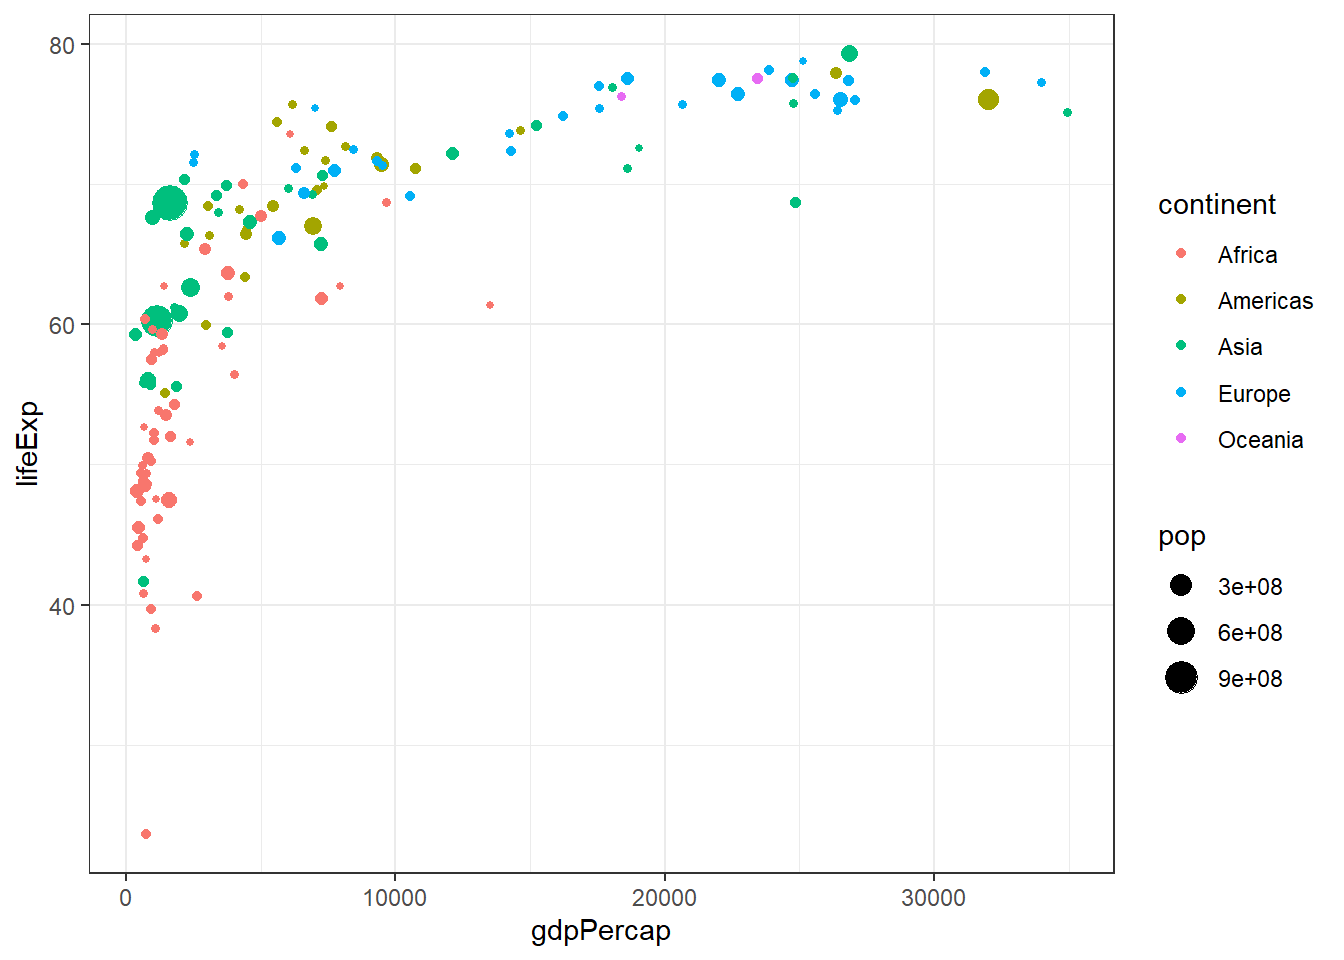 80
60
40
lifeExp
0
10000
20000
30000
gdpPercap
continent
Africa
Americas
Asia
Europe
Oceania
pop
3e+08
6e+08
9e+08